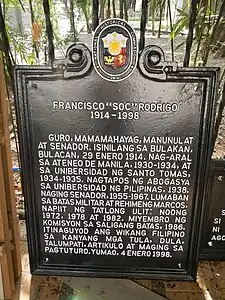 FRANCISCO "SOC" RODRIGO
1914-1998
GURO, MAMAMAHAYAG, MANUNULAT
AT SENADOR. ISINILANG SA BULAKAN,
BULACAN, 29 ENERO 1914. NAG-ARAL
SA ATENEO DE MANILA, 1930-1934, AT
SA UNIBERSIDAD NG SANTO TOMAS,
1934-1935. NAGTAPOS NG ABOGASYA
SA UNIBERSIDAD NG PILIPINAS, 1938.
NAGING SENADOR, 1955-1967. LUMABAN
SA BATAS MILITAR AT REHIMENG MARCOS.
NAPIIT NG TATLONG ULIT: NOONG
1972, 1978 AT 1982. MIYEMBRO NG
KOMISYON SA SALIGANG BATAS, 1986.
ITINAGUYOD ANG WIKANG FILIPINO
SA KANYANG MGA TULA, DULA,
TALUMPATI, ARTIKULO AT MAGING SA
PAGTUTURO. YUMAO, 4 ENERO 1998.